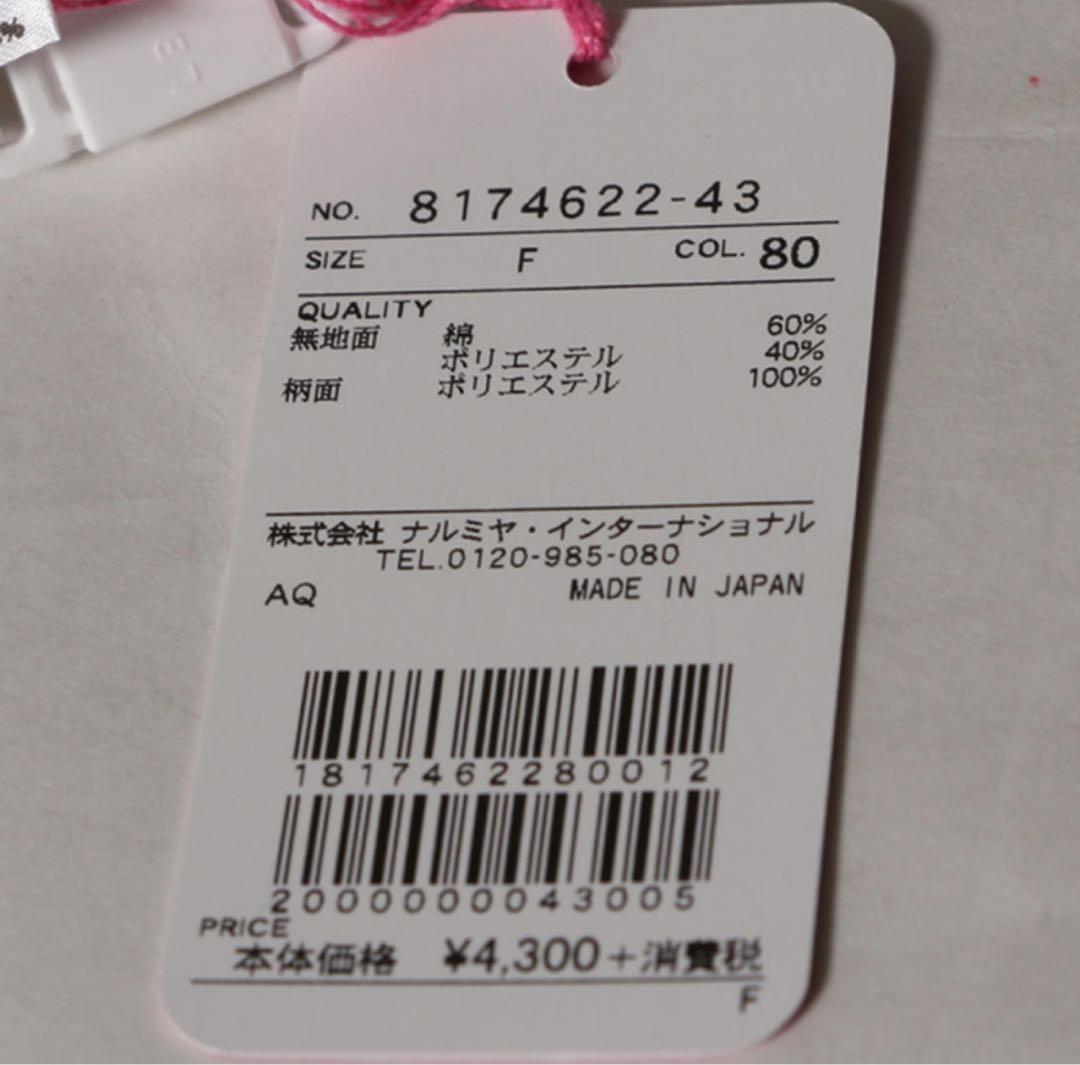 %
NO. 8174622-43
SIZE F COL. 80
QUALITY
無地面 綿 60%
ポリエステル 40%
柄面 ポリエステル 100%
株式会社 ナルミヤ・インターナショナル
TEL.0120-985-080
AQ MADE IN JAPAN
1817462280012
2000000043005
PRICE
本体価格 ¥4,300+消費税
F